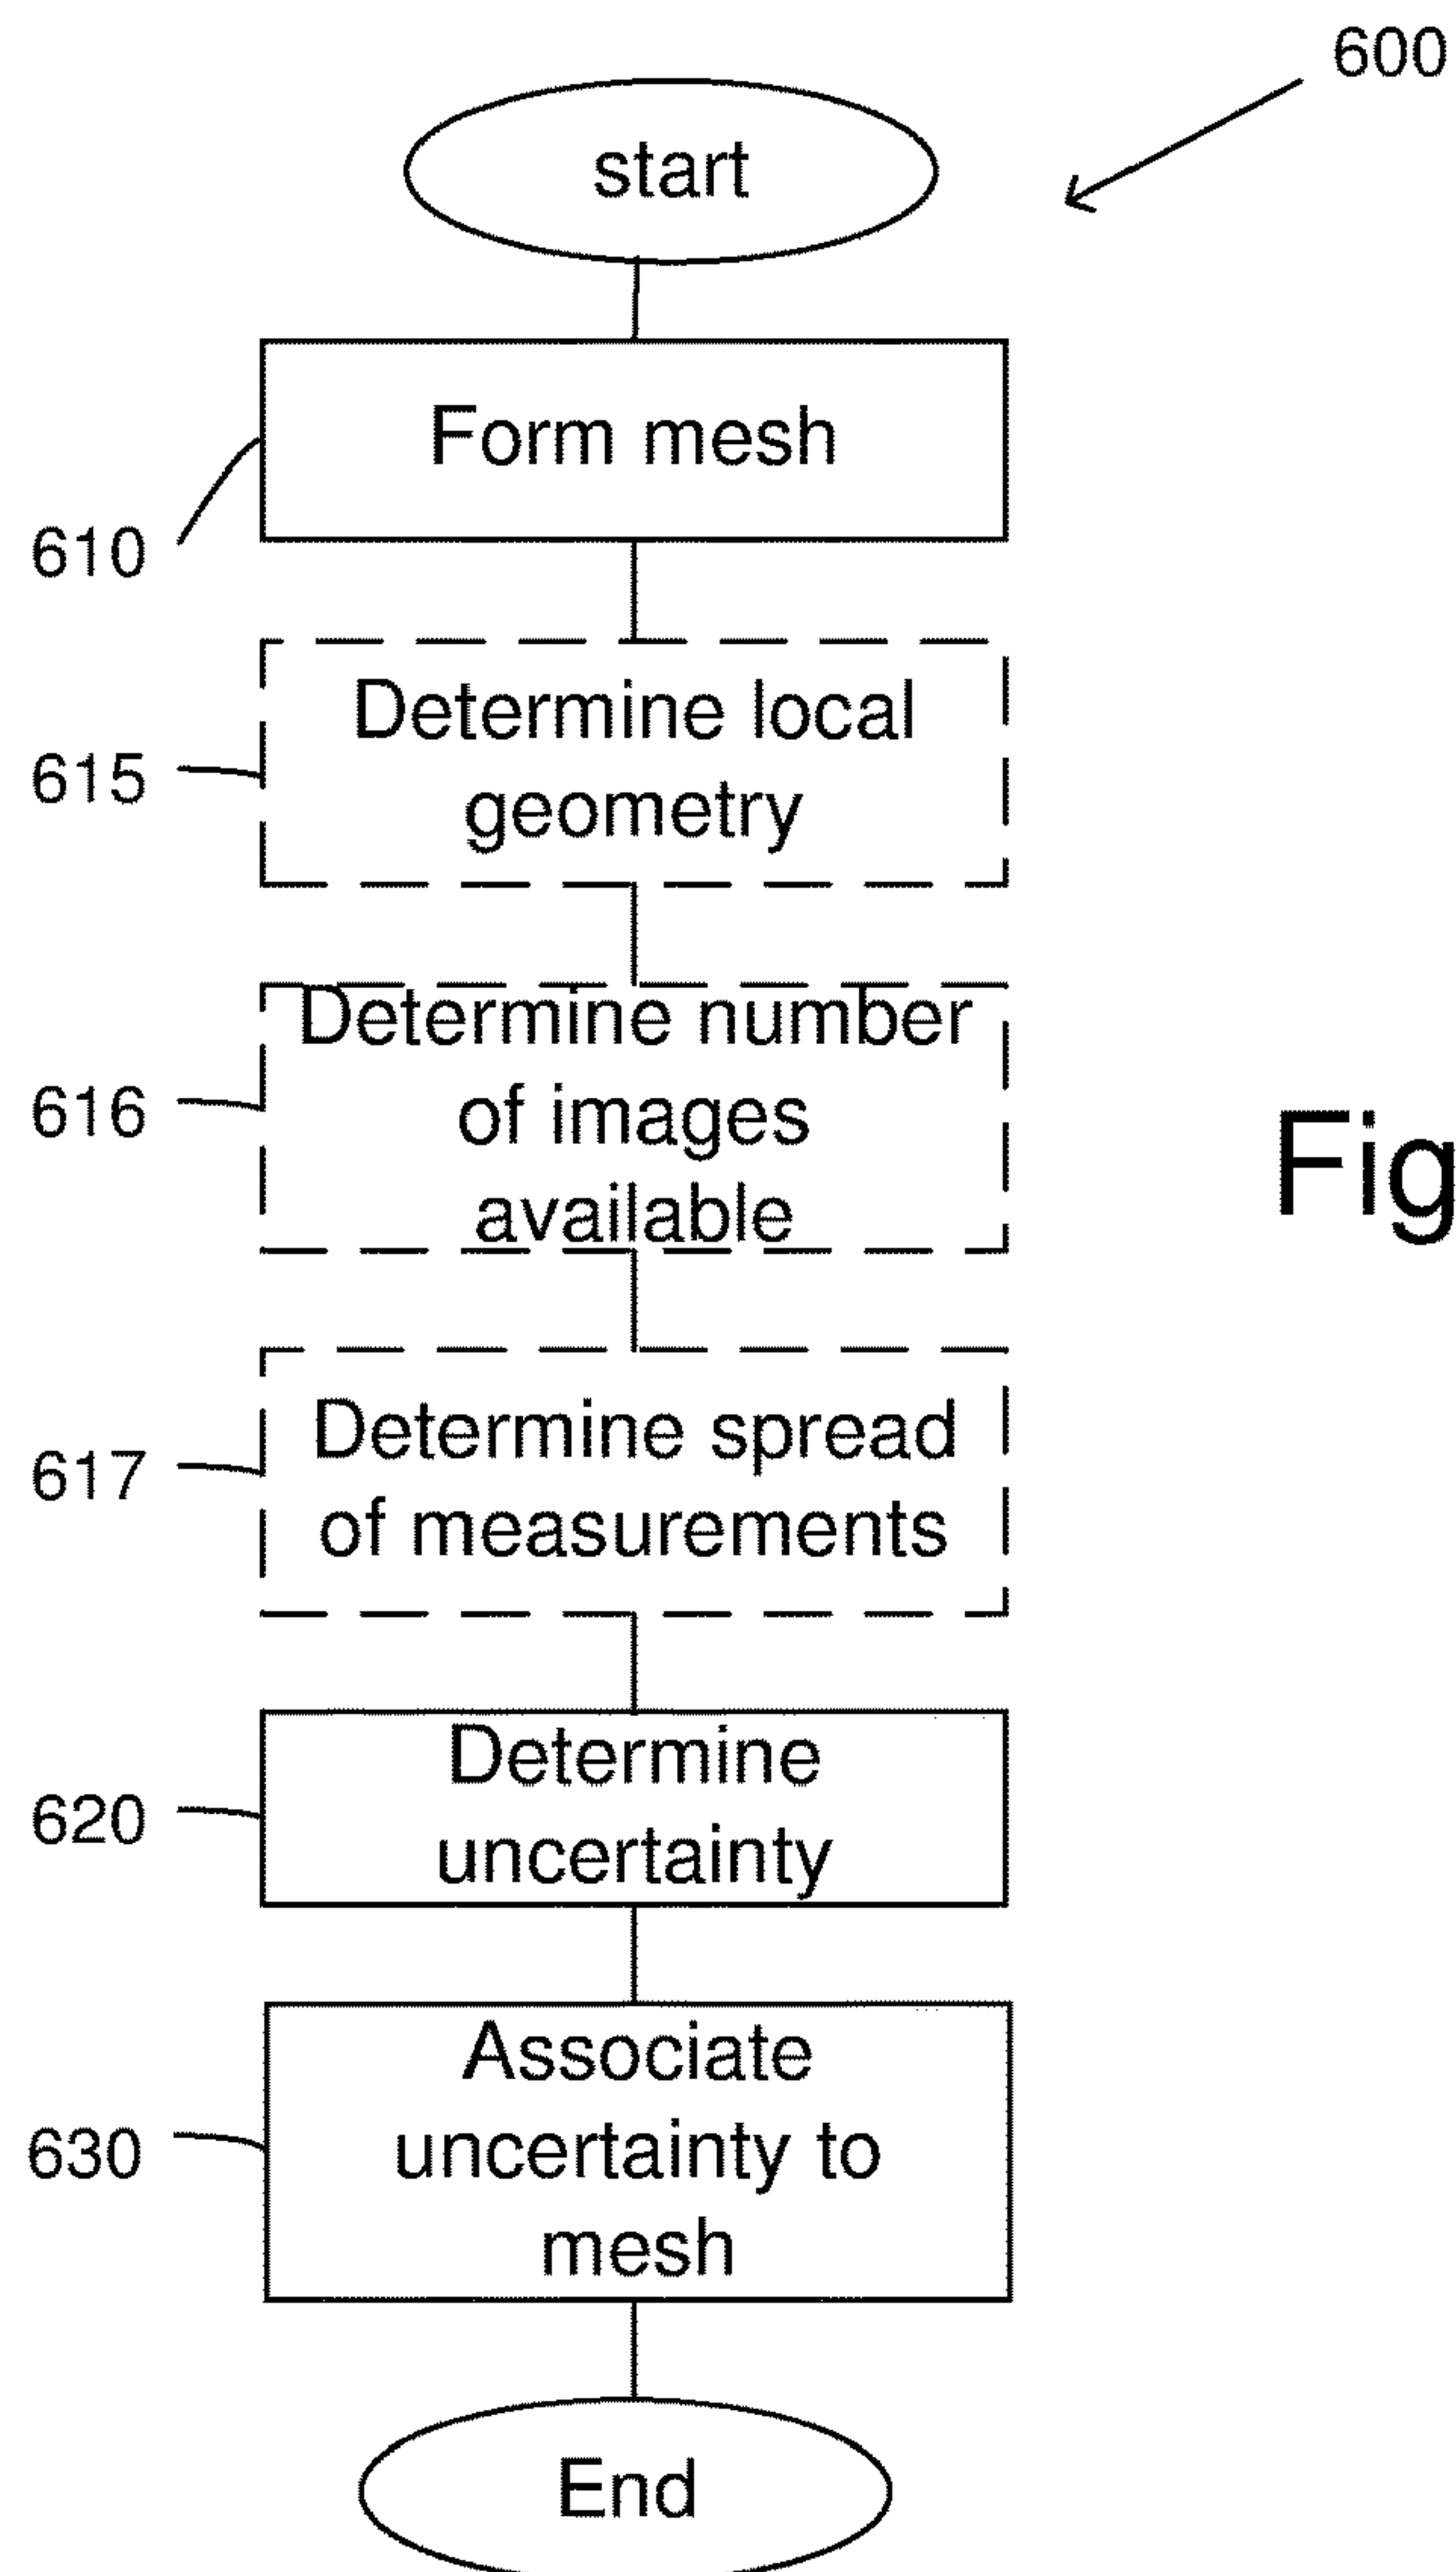 600
start
Form mesh
610
Determine local
geometry
615
Determine number
of images
available
616
Fig
Determine spread
of measurements
617
Determine
uncertainty
620
Associate
uncertainty to
mesh
630
End